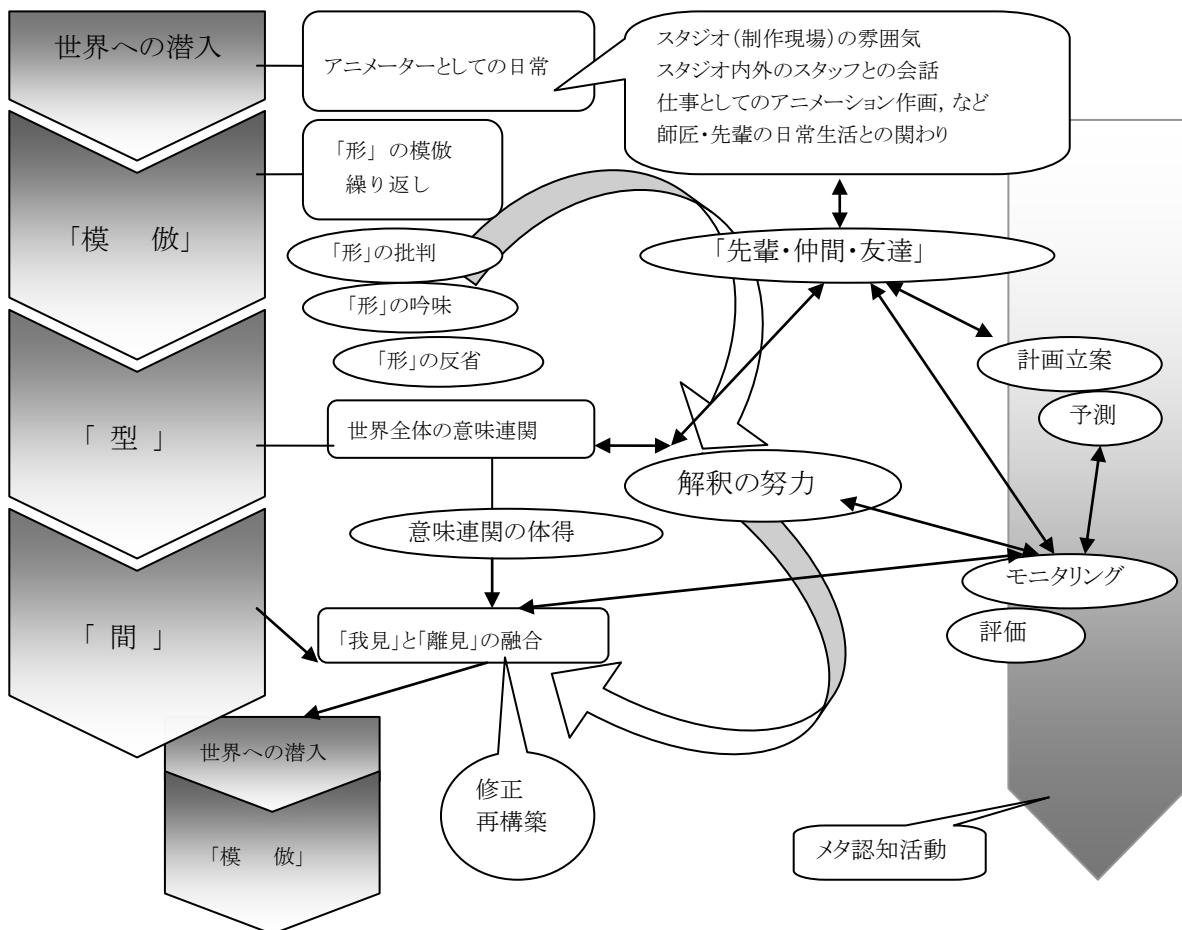 世界への潜入
アニメーターとしての日常
スタジオ(制作現場)の雰囲気
スタジオ内外のスタッフとの会話
仕事としてのアニメーション作画, など
師匠・先輩の日常生活との関わり
「形」の模倣
繰り返し
「模 倣」
「形」の批判
「形」の吟味
「形」の反省
「先輩・仲間・友達」
計画立案
予測
「 型 」
世界全体の意味連関
解釈の努力
意味連関の体得
モニタリング
評価
「 間 」
「我見」と「離見」の融合
世界への潜入
修正
再構築
「模 倣」
メタ認知活動